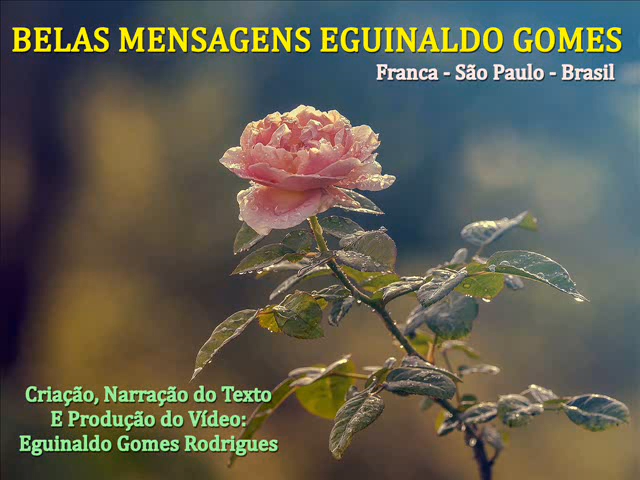 BELAS MENSAGENS EGUINALDO GOMES
Franca - São Paulo - Brasil
Criação, Narração do Texto
E Produção do Vídeo:
Eguinaldo Gomes Rodrigues